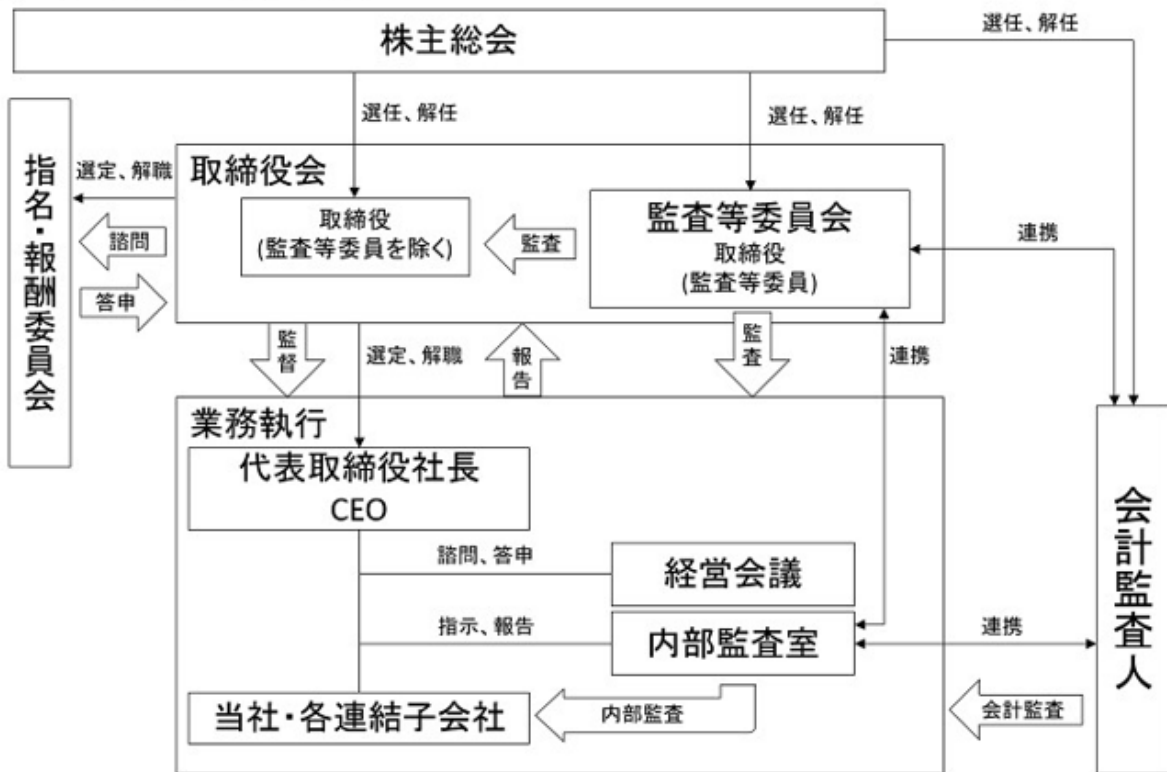 株主総会
選任、解任
選任、解任
選任、解任
指名・報酬委員会
選定、解職
諮問
答申
取締役会
取締役
(監査等委員を除く)
監査
監査等委員会
取締役
(監査等委員)
連携
監督
選定、解職
報告
監査
連携
業務執行
代表取締役社長
CEO
諮問、答申
経営会議
指示、報告
内部監査室
連携
当社・各連結子会社
内部監査
会計監査
会計監査人